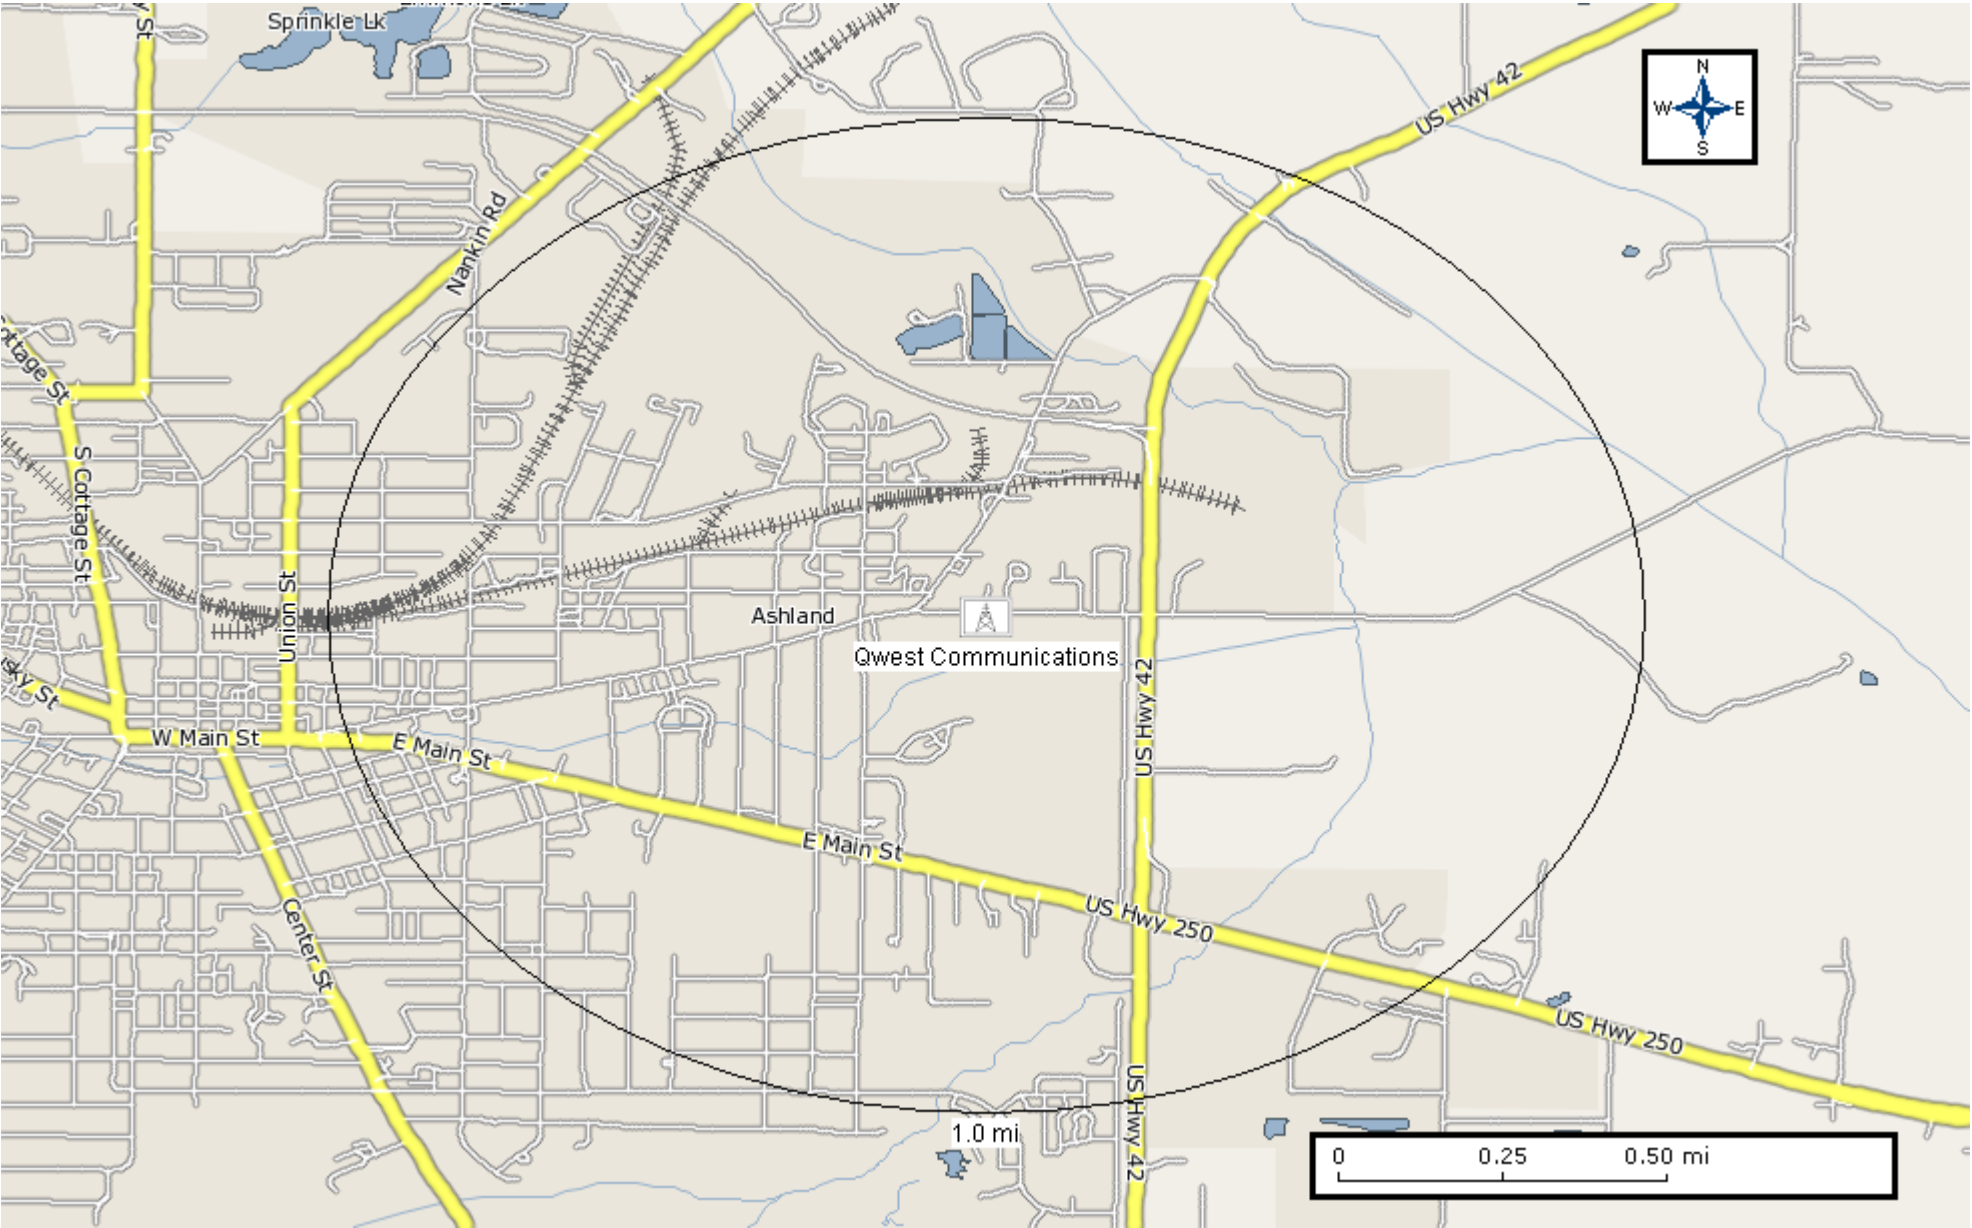 y St
Sprinkle Lk
US Hwy 42
N
W E
S
Nankin Rd
ottage St
S Cottage St
Union St
Ashland
Qwest Communications
US Hwy 42
sky St
W Main St
E Main St
E Main St
US Hwy 250
Center St
US Hwy 250
US Hwy 42
1.0 mi
0 0.25 0.50 mi